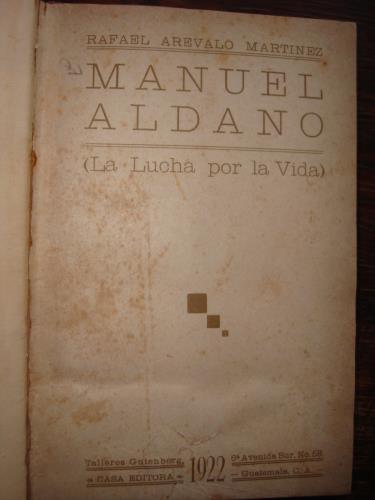 RAFAEL AREVALO MARTINEZ
MANUEL
ALDANO
(La Lucha por la Vida)
Talleres Gutenberg
CASA EDITORA
1922
6ª Avenida Sur, No. 58
Guatemala, C. A.